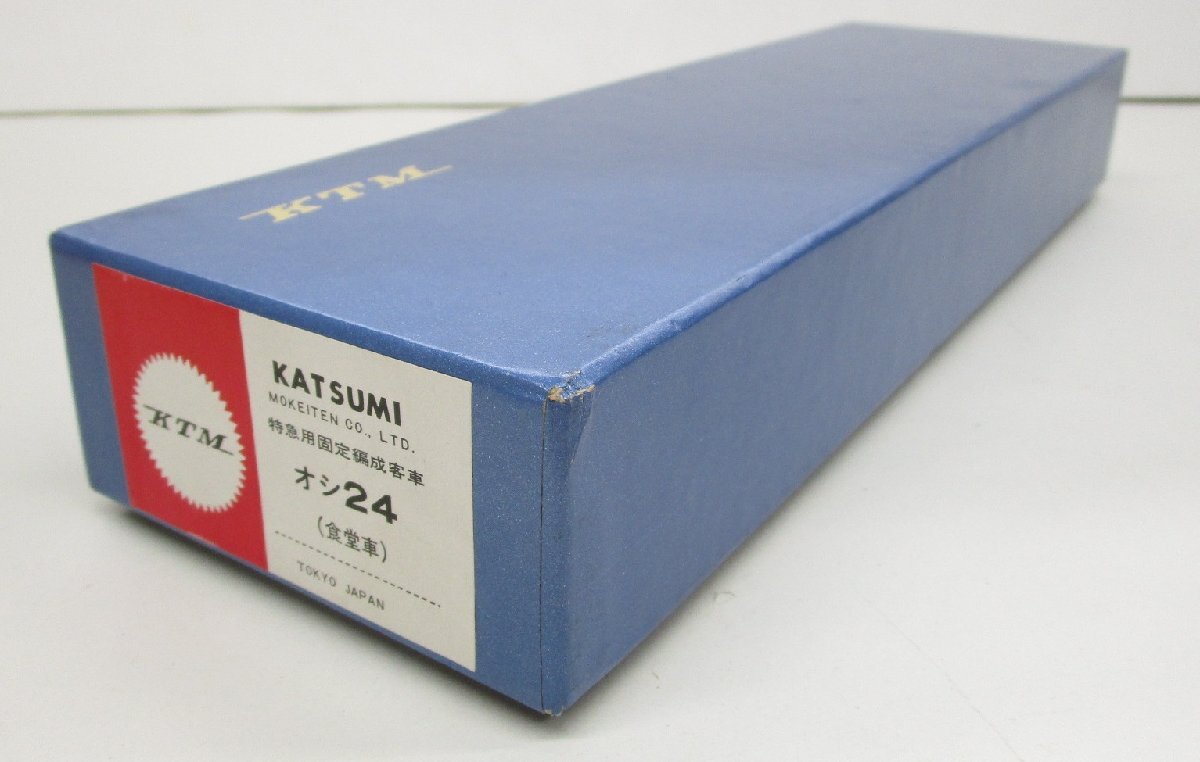 KTM
KTM
KATSUMI
MOKEITEN CO., LTD.
特急用固定編成客車
オシ24
(食堂車)
TOKYO JAPAN